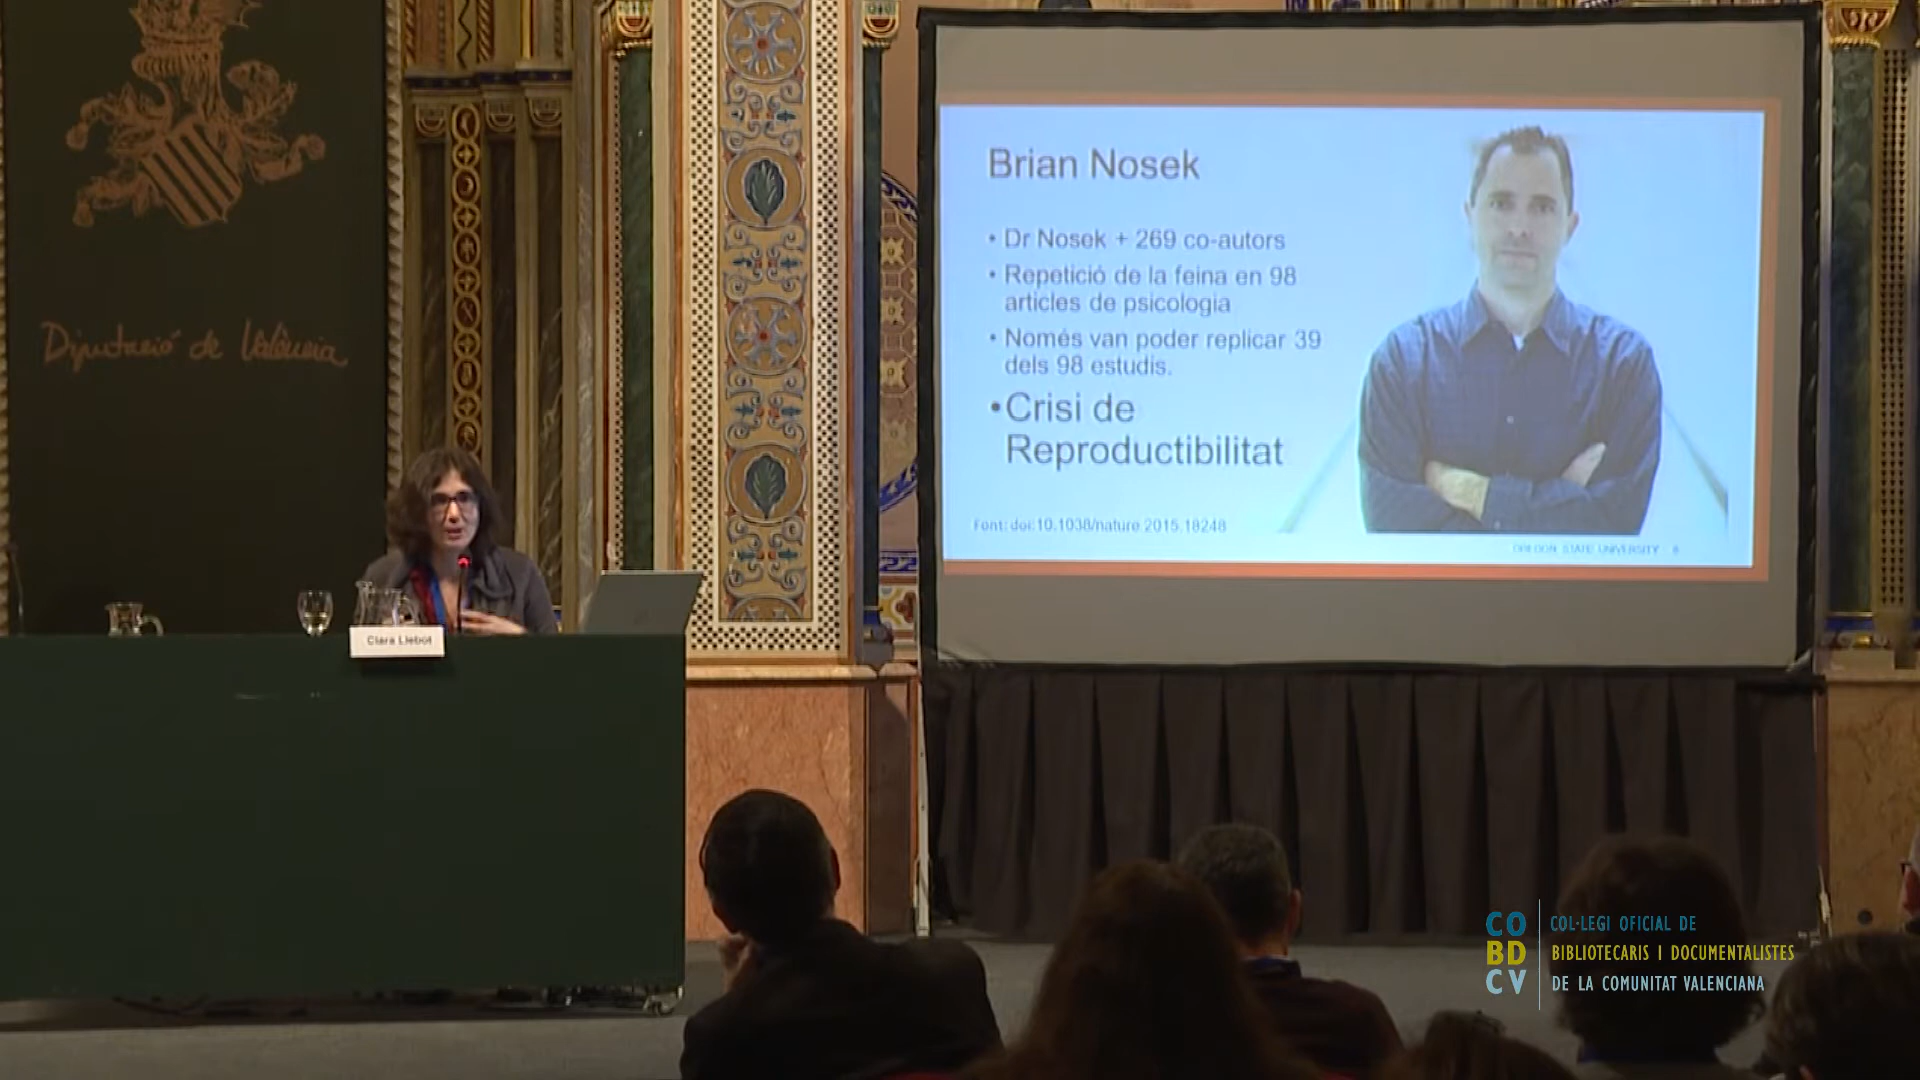 Diputació de València
Clara Llebot
Brian Nosek
• Dr Nosek + 269 co-autors
• Repetició de la feina en 98
articles de psicologia
• Només van poder replicar 39
dels 98 estudis.
• Crisi de
Reproductibilitat
Font: doi:10.1038/nature.2015.18248
OREGON STATE UNIVERSITY 6
CO
BD
CV
COL·LEGI OFICIAL DE
BIBLIOTECARIS I DOCUMENTALISTES
DE LA COMUNITAT VALENCIANA